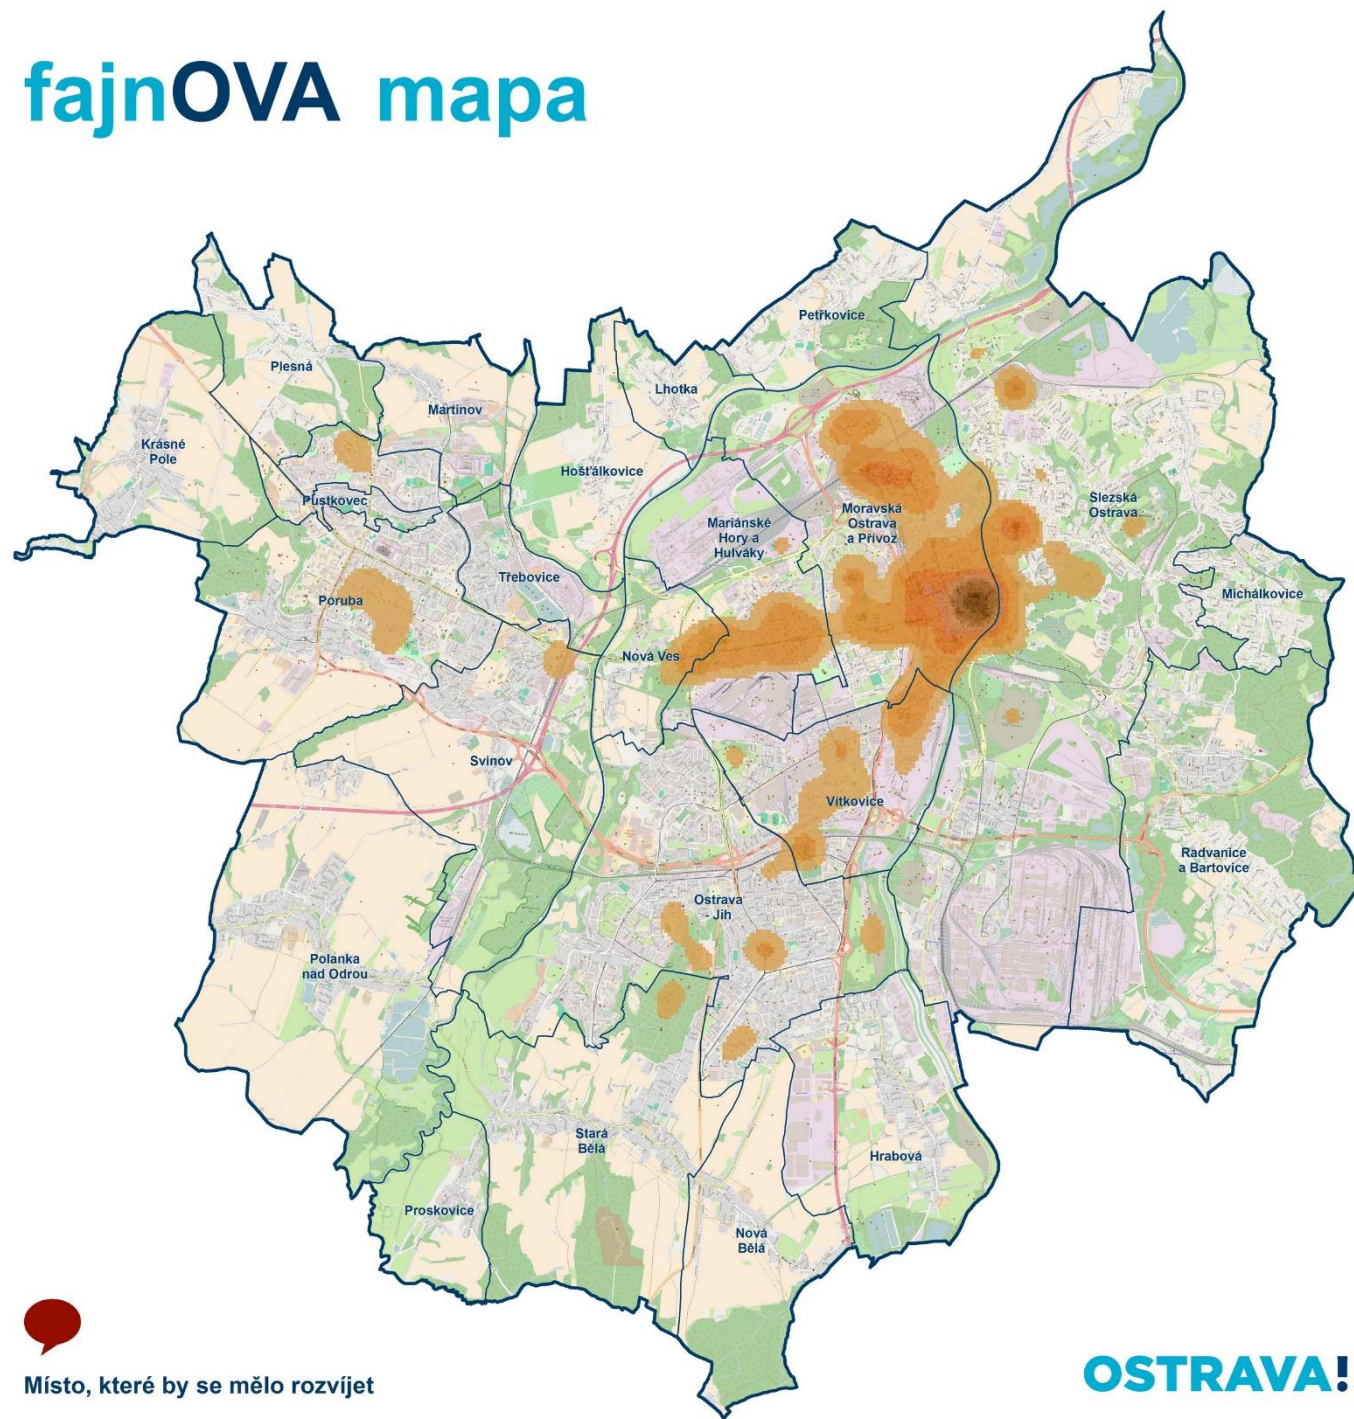 fajnOVA mapa
Petřkovice
Plesná
Lhotka
Martinov
Krásné
Pole
Hošťálkovice
Pustkovec
Slezská
Ostrava
Moravská
Ostrava
a Přívoz
Mariánské
Hory a
Hulváky
Třebovice
Michálkovice
Poruba
Nová Ves
Svinov
Vítkovice
Radvanice
a Bartovice
Ostrava
- Jih
Polanka
nad Odrou
Stará
Bělá
Hrabová
Proskovice
Nová
Bělá
Místo, které by se mělo rozvíjet
OSTRAVA!